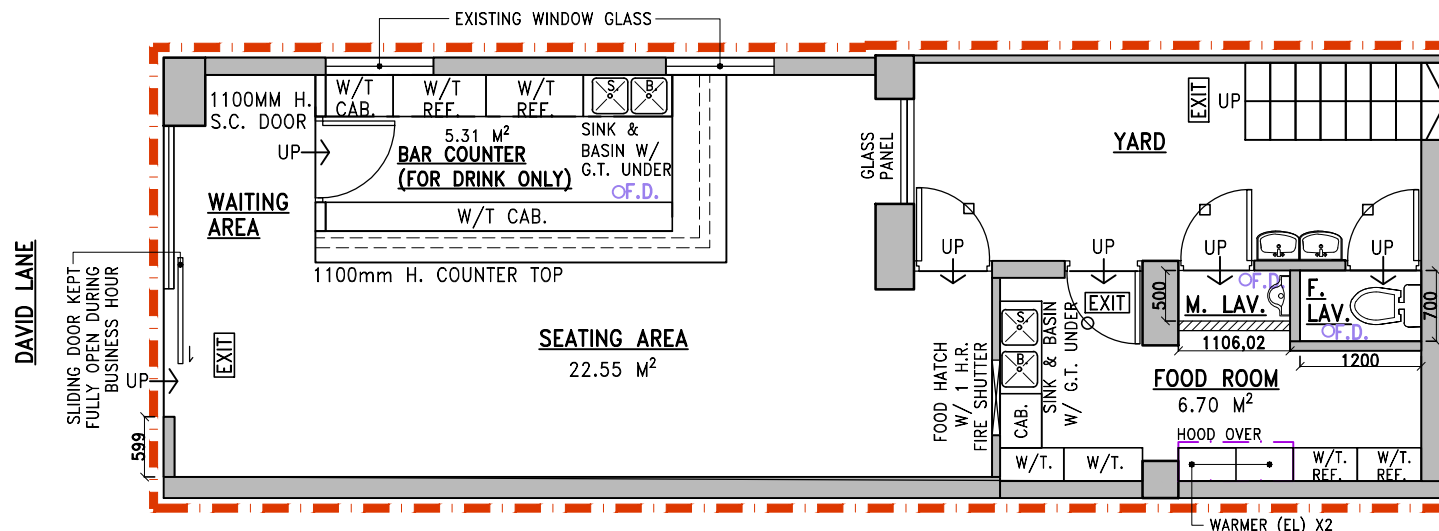 EXISTING WINDOW GLASS
W/T
CAB.
W/T
REF.
W/T
REF.
S.
B.
1100MM H.
S.C. DOOR
UP
5.31 M²
BAR COUNTER
(FOR DRINK ONLY)
SINK &
BASIN W/
G.T. UNDER
F.D.
W/T CAB.
1100mm H. COUNTER TOP
WAITING
AREA
DAVID LANE
SLIDING DOOR KEPT
FULLY OPEN DURING
BUSINESS HOUR
EXIT
UP
599
SEATING AREA
22.55 M²
GLASS
PANEL
YARD
EXIT
UP
UP
UP
UP
UP
EXIT
500
M. LAV.
F.D.
F.
LAV.
F.D.
700
1106,02
1200
FOOD HATCH
W/ 1 H.R.
FIRE SHUTTER
S.
B.
CAB.
SINK & BASIN
W/ G.T. UNDER
FOOD ROOM
6.70 M²
HOOD OVER
W/T.
W/T.
W/T.
REF.
W/T.
REF.
WARMER (EL) X2